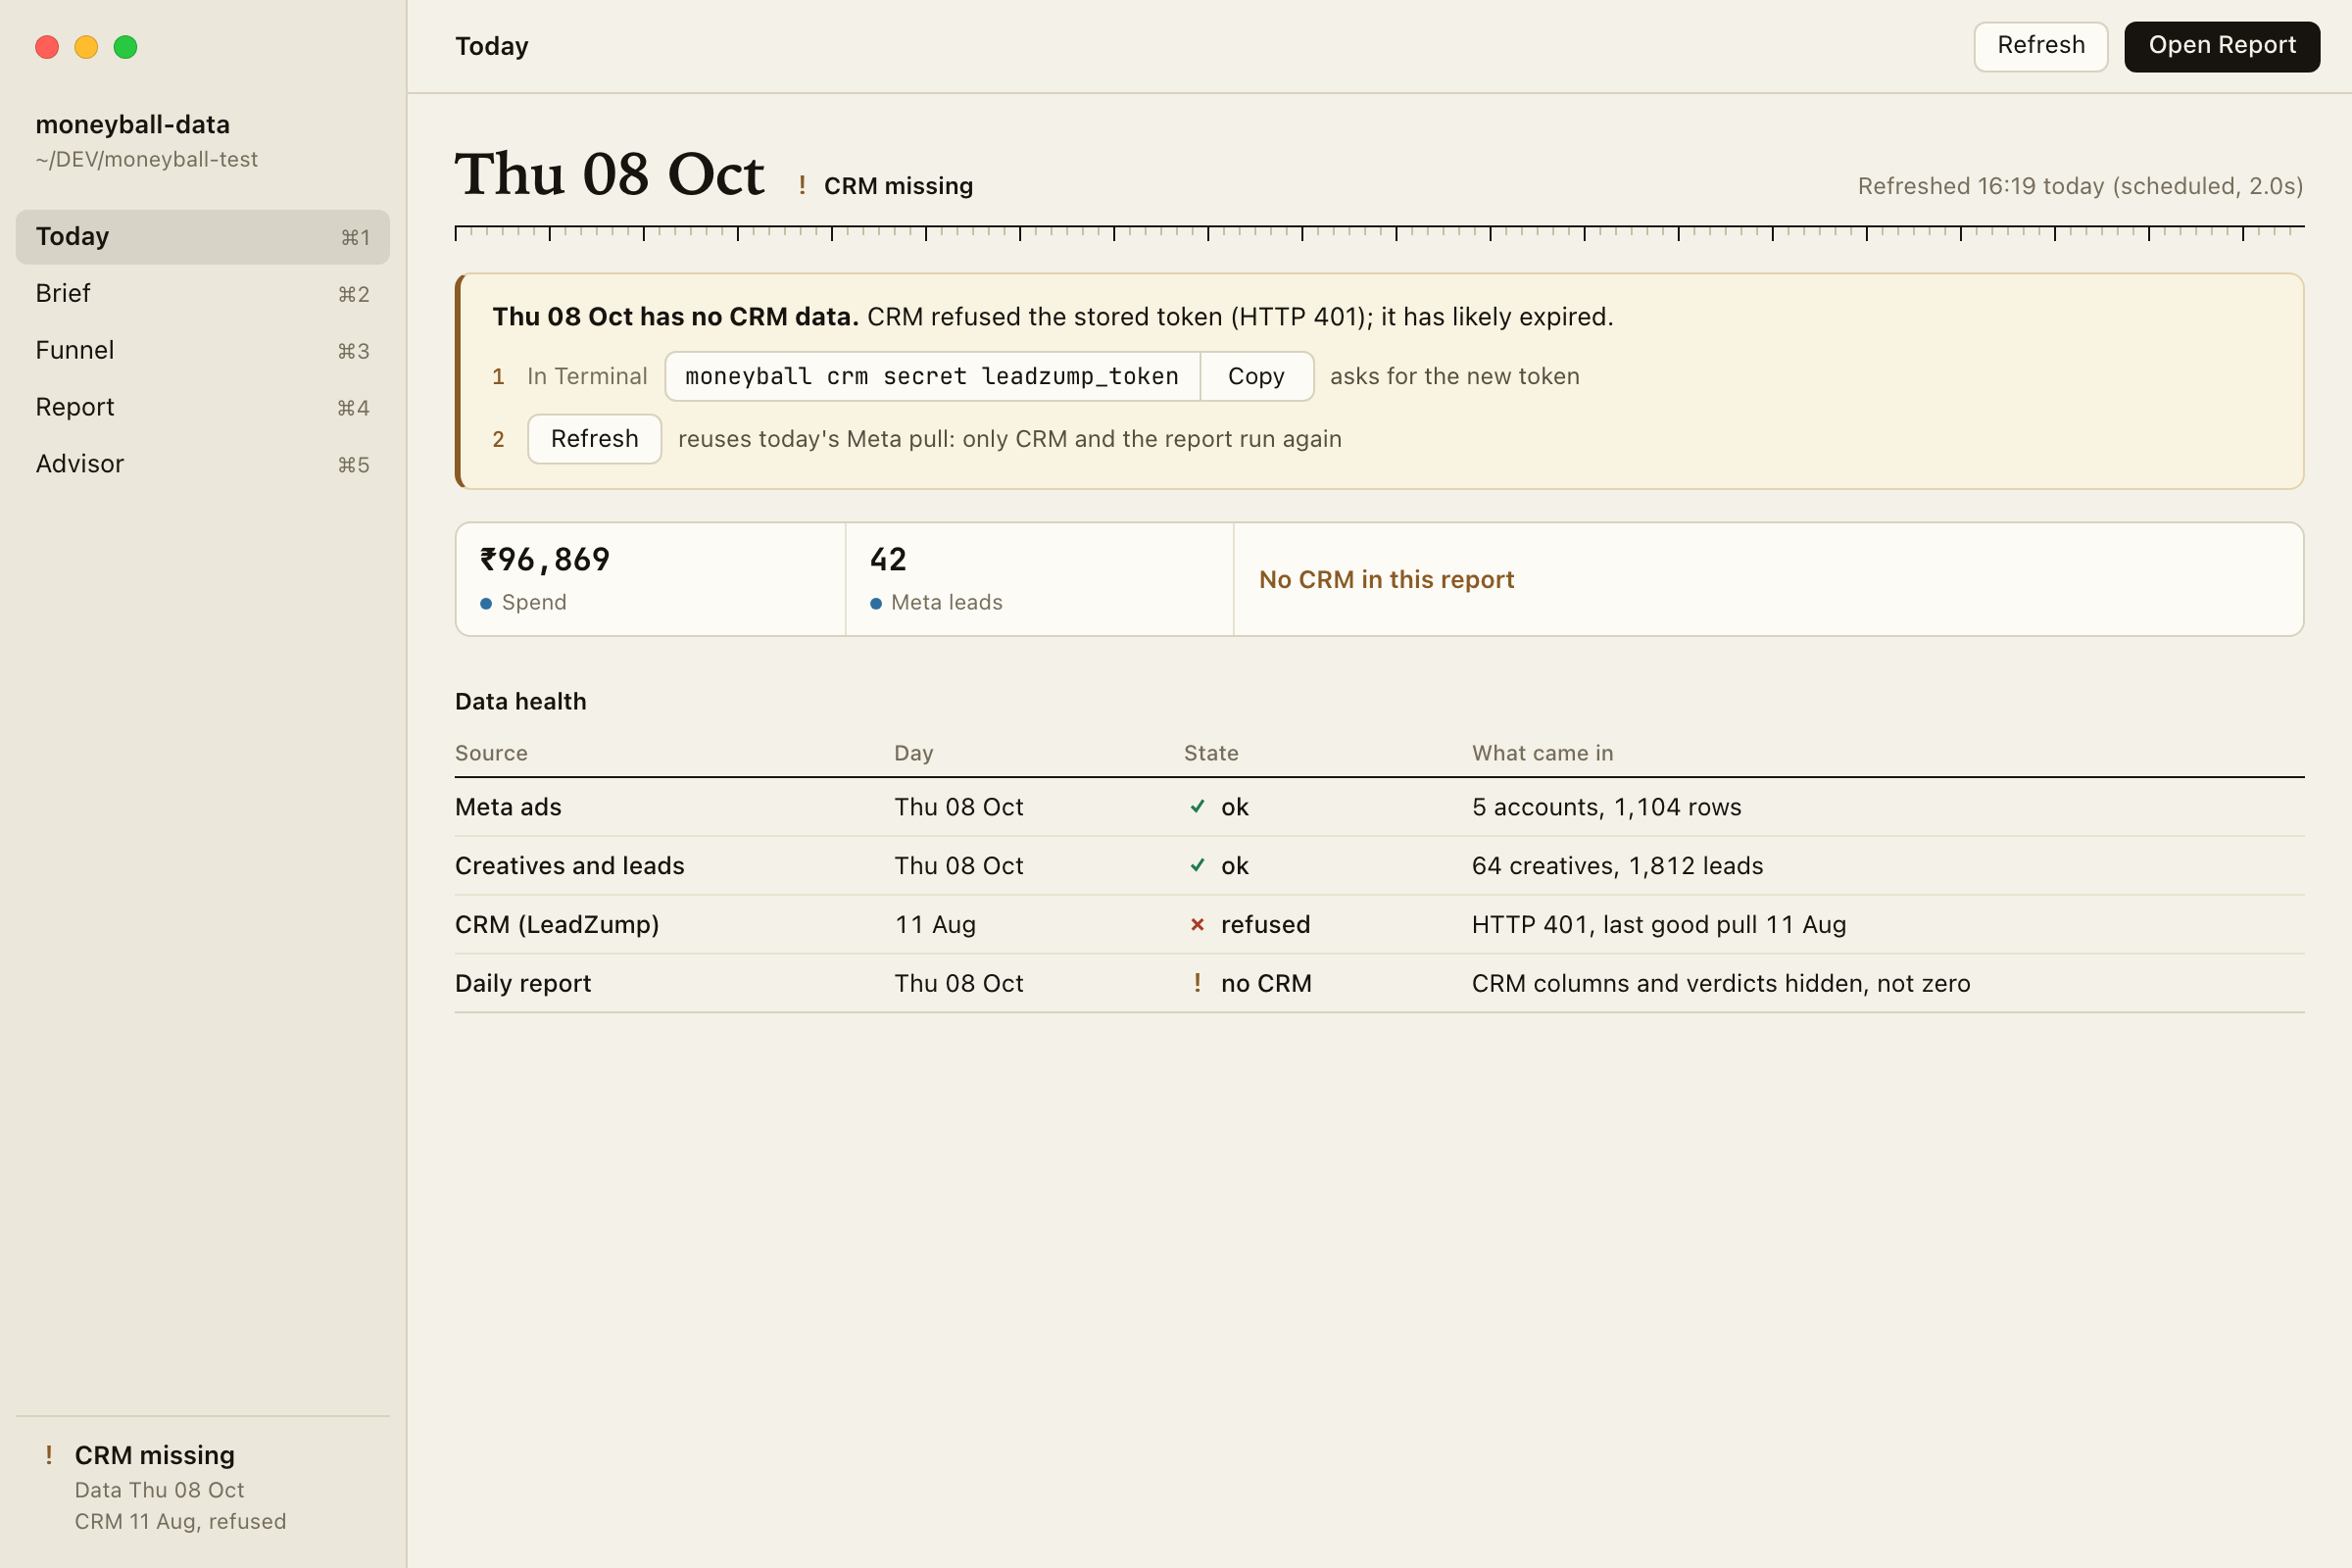 Today
Refresh
Open Report
moneyball-data
~/DEV/moneyball-test
Today ⌘1
Brief ⌘2
Funnel ⌘3
Report ⌘4
Advisor ⌘5
Thu 08 Oct ! CRM missing
Refreshed 16:19 today (scheduled, 2.0s)
Thu 08 Oct has no CRM data. CRM refused the stored token (HTTP 401); it has likely expired.
1 In Terminal moneyball crm secret leadzump_token Copy asks for the new token
2 Refresh reuses today's Meta pull: only CRM and the report run again
₹96,869
Spend
42
Meta leads
No CRM in this report
Data health
Source Day State What came in
Meta ads Thu 08 Oct ✓ ok 5 accounts, 1,104 rows
Creatives and leads Thu 08 Oct ✓ ok 64 creatives, 1,812 leads
CRM (LeadZump) 11 Aug × refused HTTP 401, last good pull 11 Aug
Daily report Thu 08 Oct ! no CRM CRM columns and verdicts hidden, not zero
! CRM missing
Data Thu 08 Oct
CRM 11 Aug, refused